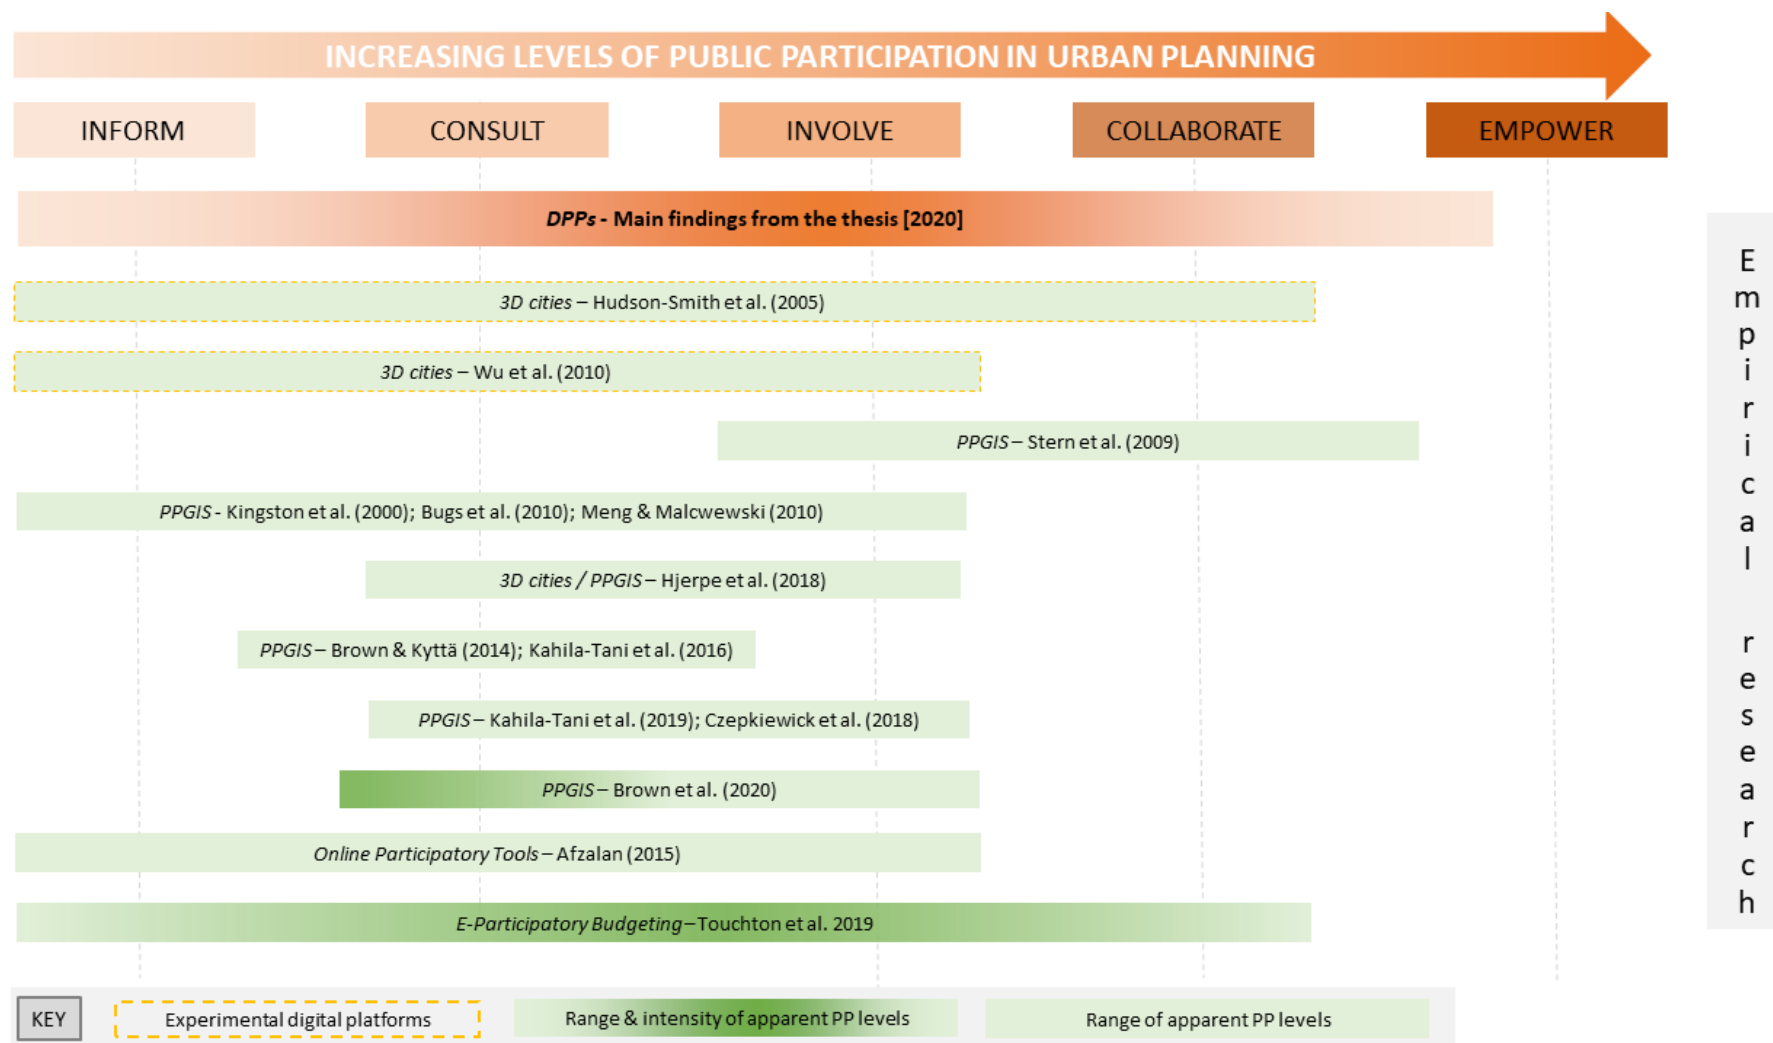 INCREASING LEVELS OF PUBLIC PARTICIPATION IN URBAN PLANNING
INFORM
CONSULT
INVOLVE
COLLABORATE
EMPOWER
DPPs - Main findings from the thesis [2020]
3D cities – Hudson-Smith et al. (2005)
3D cities – Wu et al. (2010)
PPGIS – Stern et al. (2009)
PPGIS - Kingston et al. (2000); Bugs et al. (2010); Meng & Malcwewski (2010)
3D cities / PPGIS – Hjerpe et al. (2018)
PPGIS – Brown & Kyttä (2014); Kahila-Tani et al. (2016)
PPGIS – Kahila-Tani et al. (2019); Czepkiewick et al. (2018)
PPGIS – Brown et al. (2020)
Online Participatory Tools – Afzalan (2015)
E-Participatory Budgeting – Touchton et al. 2019
Empirical research
KEY
Experimental digital platforms
Range & intensity of apparent PP levels
Range of apparent PP levels